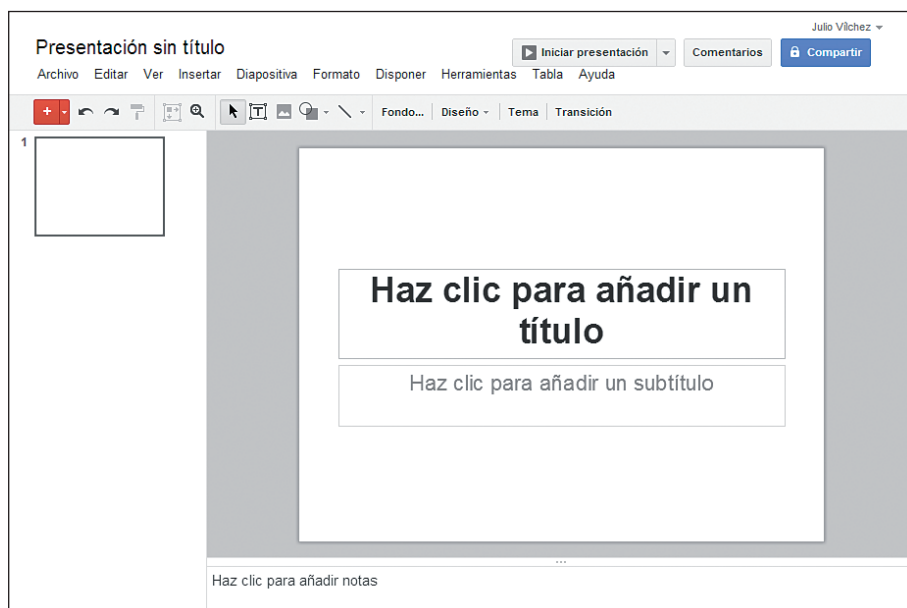 Julio Vílchez
Presentación sin título
Iniciar presentación Comentarios Compartir
Archivo Editar Ver Insertar Diapositiva Formato Disponer Herramientas Tabla Ayuda
Fondo... Diseño Tema Transición
1
Haz clic para añadir un
título
Haz clic para añadir un subtítulo
Haz clic para añadir notas